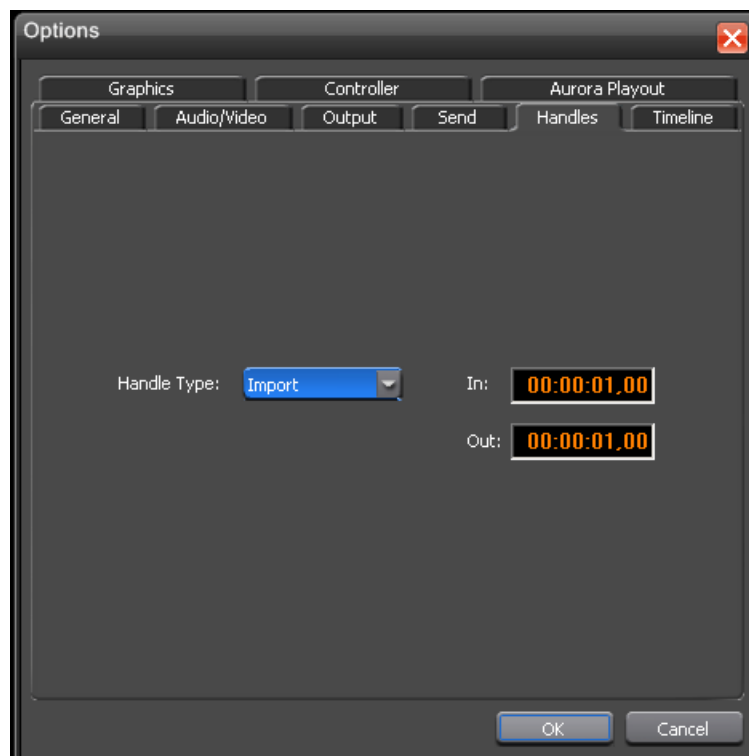 Options
Graphics Controller Aurora Playout
General Audio/Video Output Send Handles Timeline
Handle Type: Import In: 00:00:01,00
Out: 00:00:01,00
OK Cancel